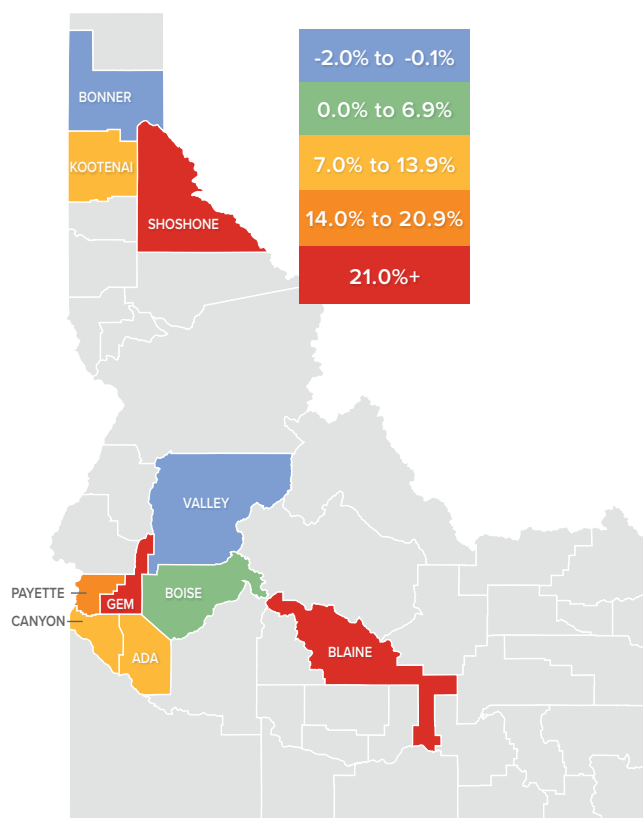 -2.0% to -0.1%
BONNER
0.0% to 6.9%
KOOTENAI
7.0% to 13.9%
SHOSHONE
14.0% to 20.9%
21.0%+
VALLEY
PAYETTE
BOISE
GEM
CANYON
BLAINE
ADA